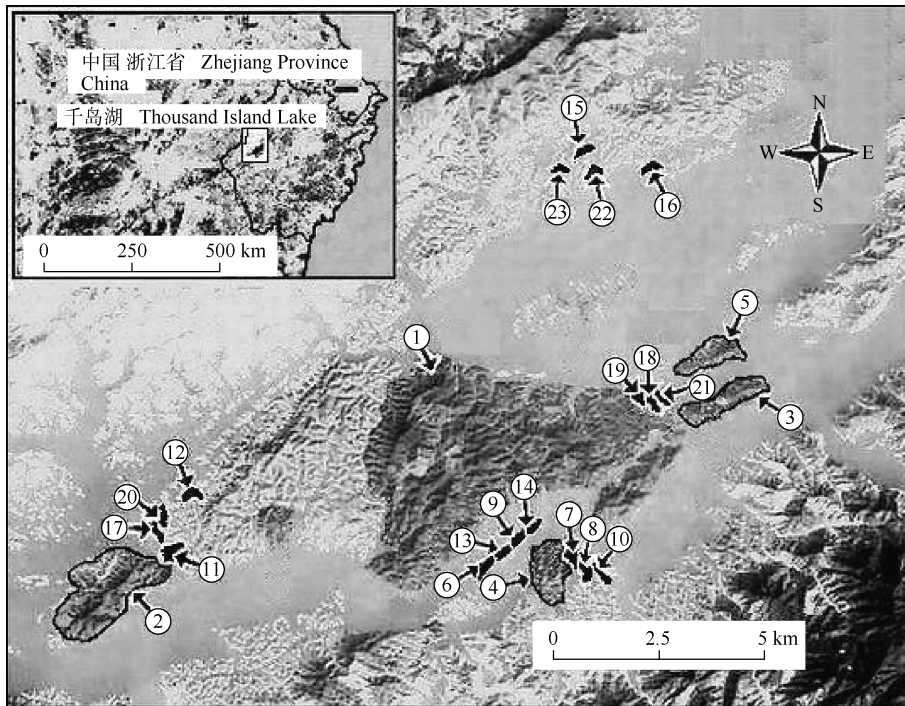 中国 浙江省 Zhejiang Province
China
千岛湖 Thousand Island Lake
0 250 500 km
N
W E
S
15
23 22 16
5
1
19 18 21
3
12
20
17
11
2
14
9
13
6
4
7 8 10
0 2.5 5 km